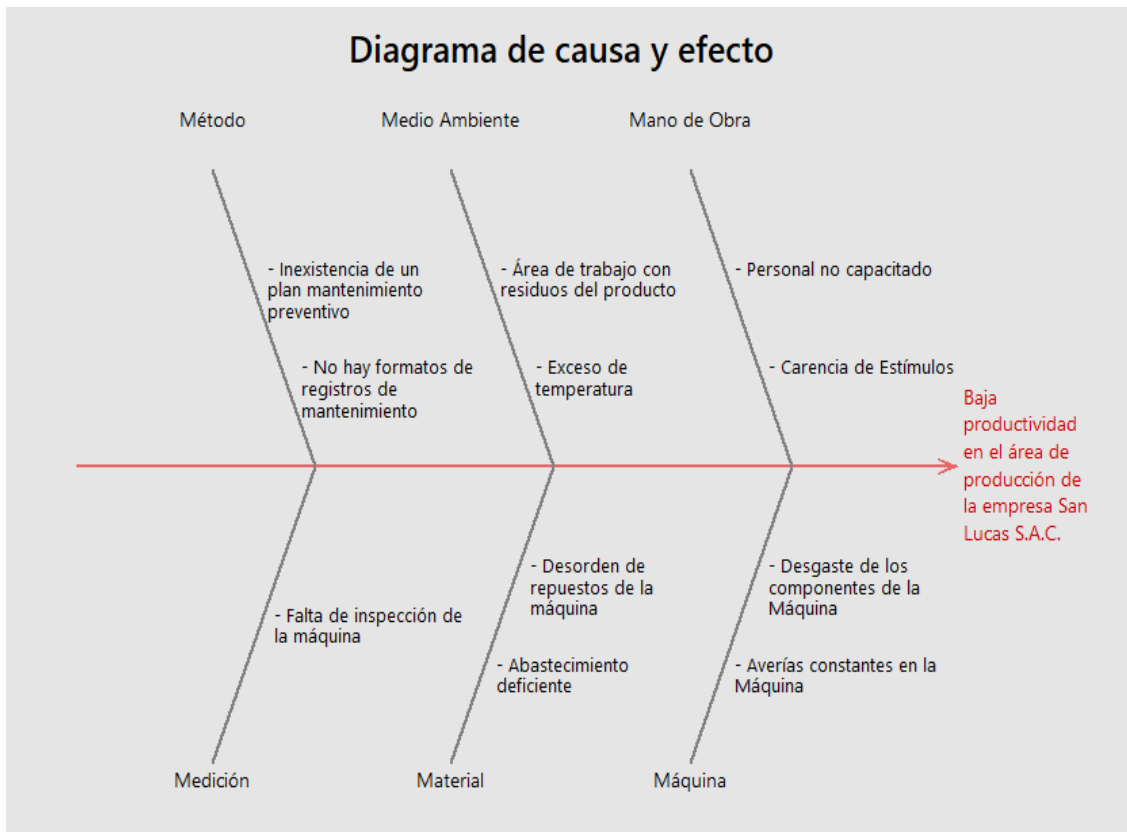 Diagrama de causa y efecto
Método
Medio Ambiente
Mano de Obra
- Inexistencia de un
plan mantenimiento
preventivo
- No hay formatos de
registros de
mantenimiento
- Área de trabajo con
residuos del producto
- Exceso de
temperatura
- Personal no capacitado
- Carencia de Estímulos
Baja
productividad
en el área de
producción de
la empresa San
Lucas S.A.C.
- Falta de inspección de
la máquina
- Desorden de
repuestos de la
máquina
- Abastecimiento
deficiente
- Desgaste de los
componentes de la
Máquina
- Averías constantes en la
Máquina
Medición
Material
Máquina